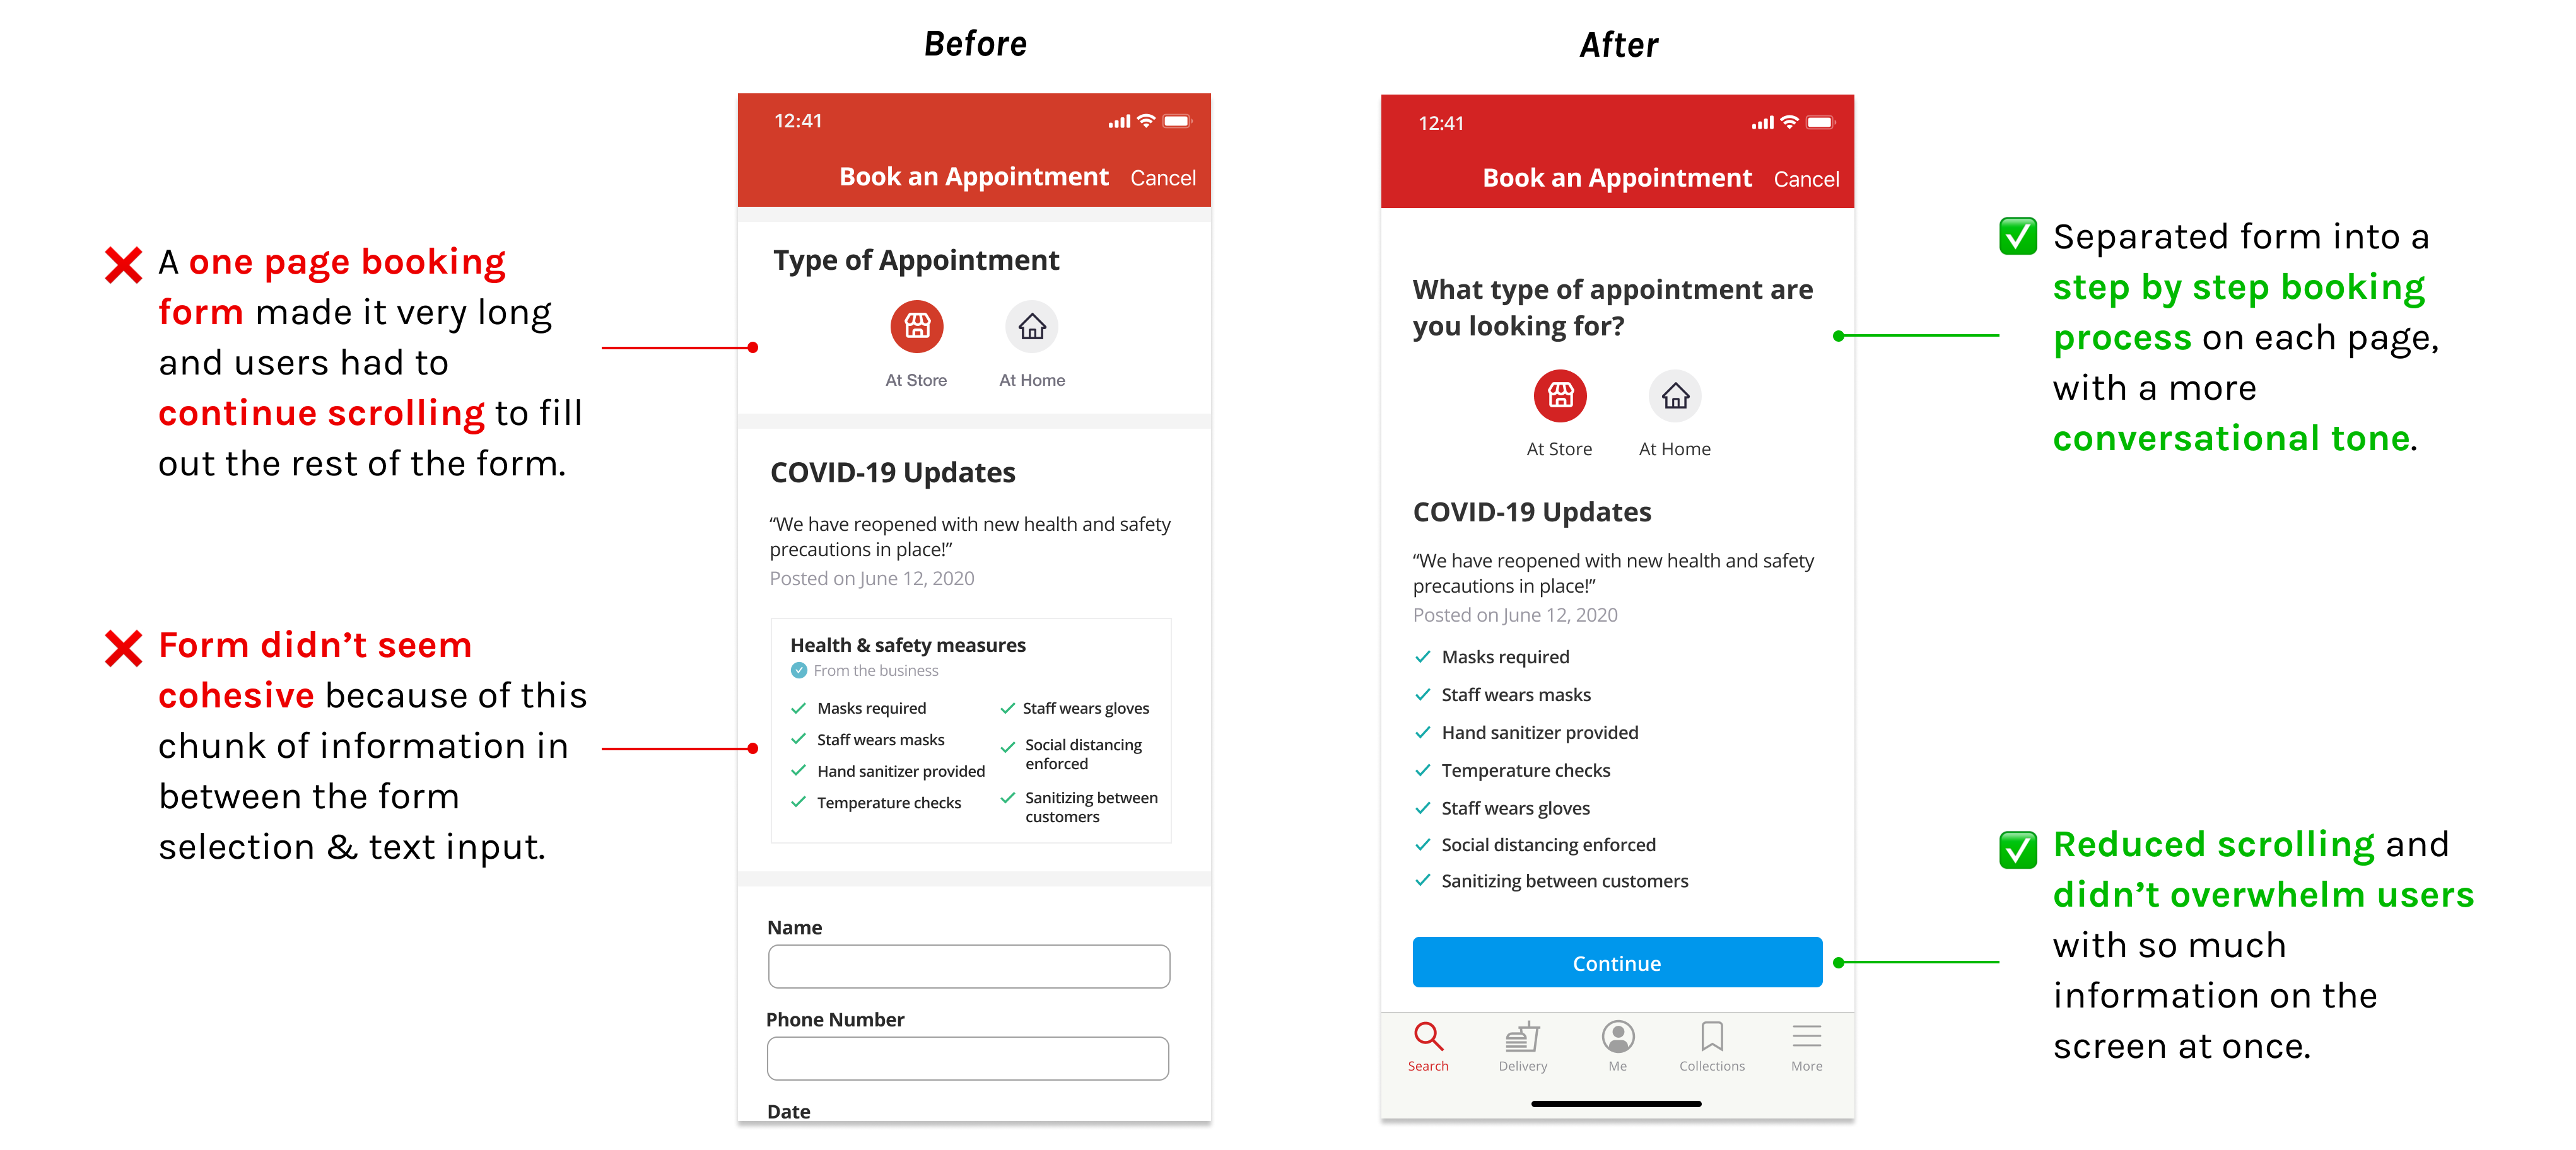 Before
12:41
Book an Appointment Cancel
Type of Appointment
At Store At Home
COVID-19 Updates
“We have reopened with new health and safety
precautions in place!”
Posted on June 12, 2020
Health & safety measures
From the business
Masks required
Staff wears masks
Hand sanitizer provided
Temperature checks
Staff wears gloves
Social distancing
enforced
Sanitizing between
customers
Name
Phone Number
Date
A one page booking
form made it very long
and users had to
continue scrolling to fill
out the rest of the form.
Form didn’t seem
cohesive because of this
chunk of information in
between the form
selection & text input.
After
12:41
Book an Appointment Cancel
What type of appointment are
you looking for?
At Store At Home
COVID-19 Updates
“We have reopened with new health and safety
precautions in place!”
Posted on June 12, 2020
Masks required
Staff wears masks
Hand sanitizer provided
Temperature checks
Staff wears gloves
Social distancing enforced
Sanitizing between customers
Continue
Search Delivery Me Collections More
Separated form into a
step by step booking
process on each page,
with a more
conversational tone.
Reduced scrolling and
didn’t overwhelm users
with so much
information on the
screen at once.